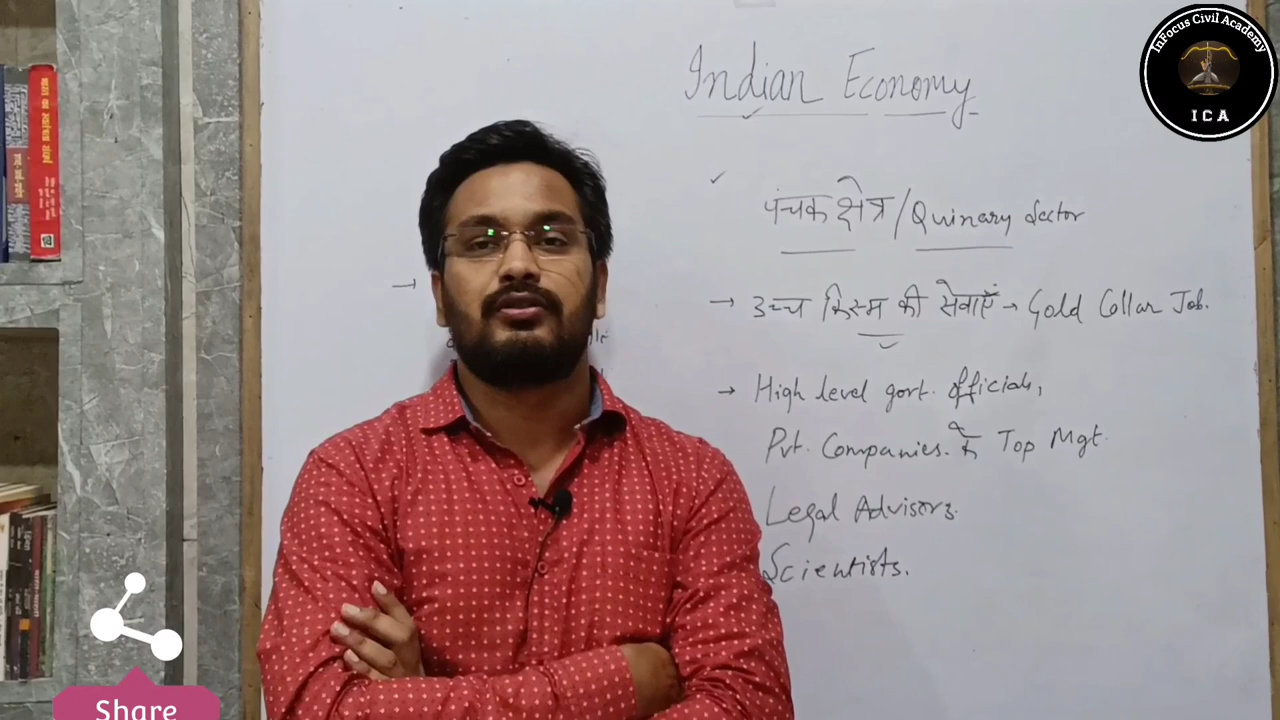 InFocus Civil Academy
ICA
Indian Economy
पंचक क्षेत्र / Quinary Sector
→ उच्च किस्म की सेवाएँ → Gold Collar Job.
→ High level govt. officials,
Pvt. Companies. के Top Mgt.
Legal Advisors.
Scientists.
Share